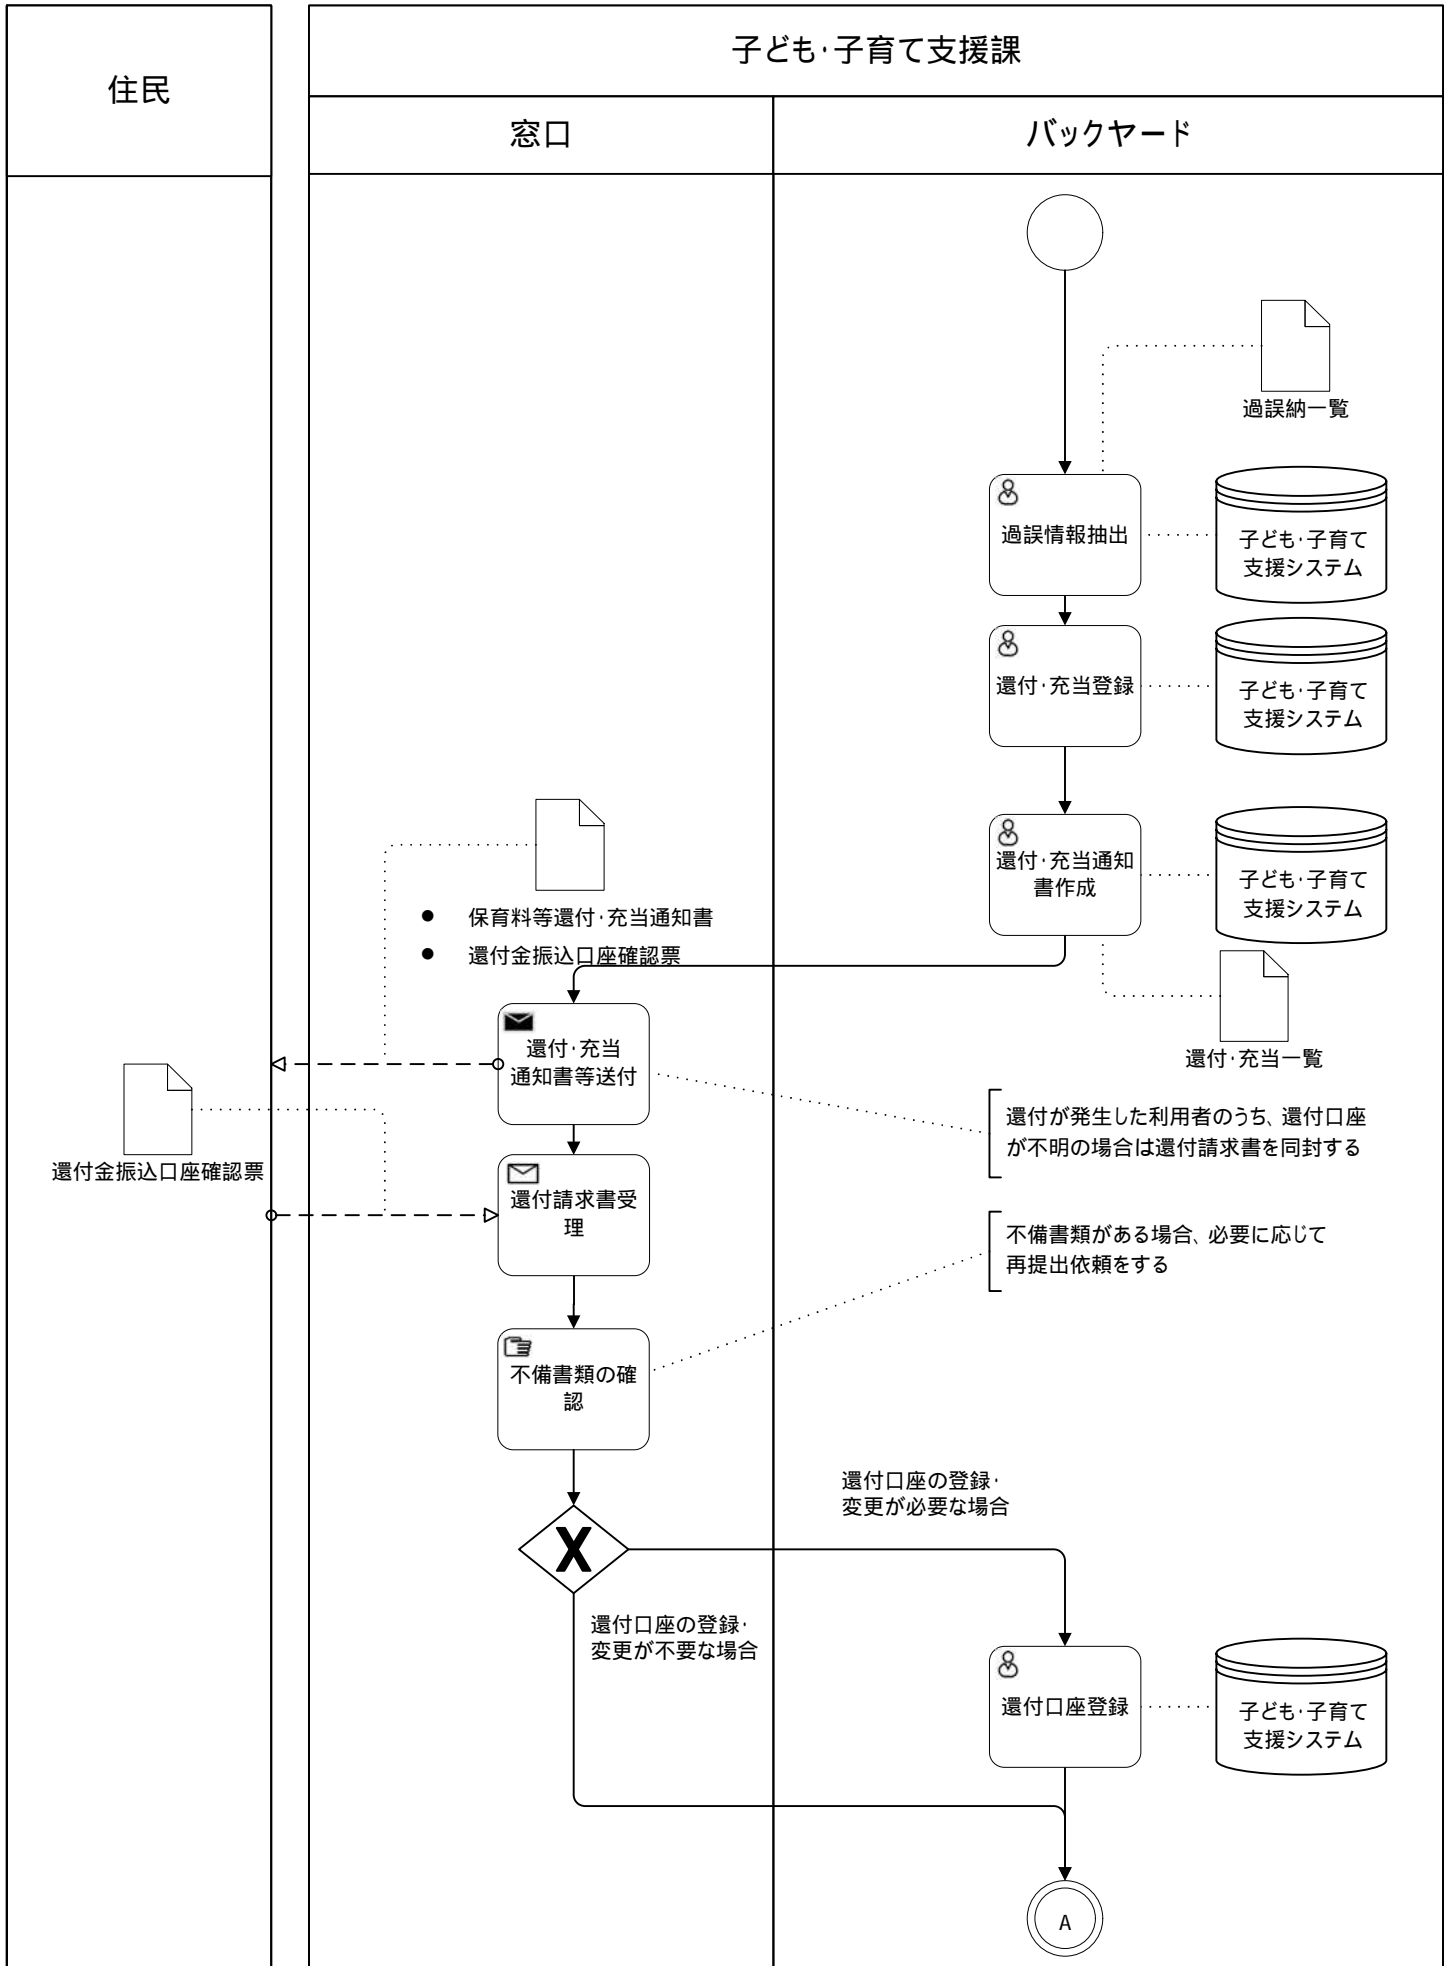 住民
子ども・子育て支援課
窓口
バックヤード
過誤納一覧
過誤情報抽出
子ども・子育て
支援システム
還付・充当登録
子ども・子育て
支援システム
還付・充当通知
書作成
子ども・子育て
支援システム
● 保育料等還付・充当通知書
● 還付金振込口座確認票
還付・充当一覧
還付・充当
通知書等送付
還付が発生した利用者のうち、還付口座
が不明の場合は還付請求書を同封する
還付金振込口座確認票
還付請求書受
理
不備書類がある場合、必要に応じて
再提出依頼をする
不備書類の確
認
還付口座の登録・
変更が必要な場合
X
還付口座の登録・
変更が不要な場合
還付口座登録
子ども・子育て
支援システム
A